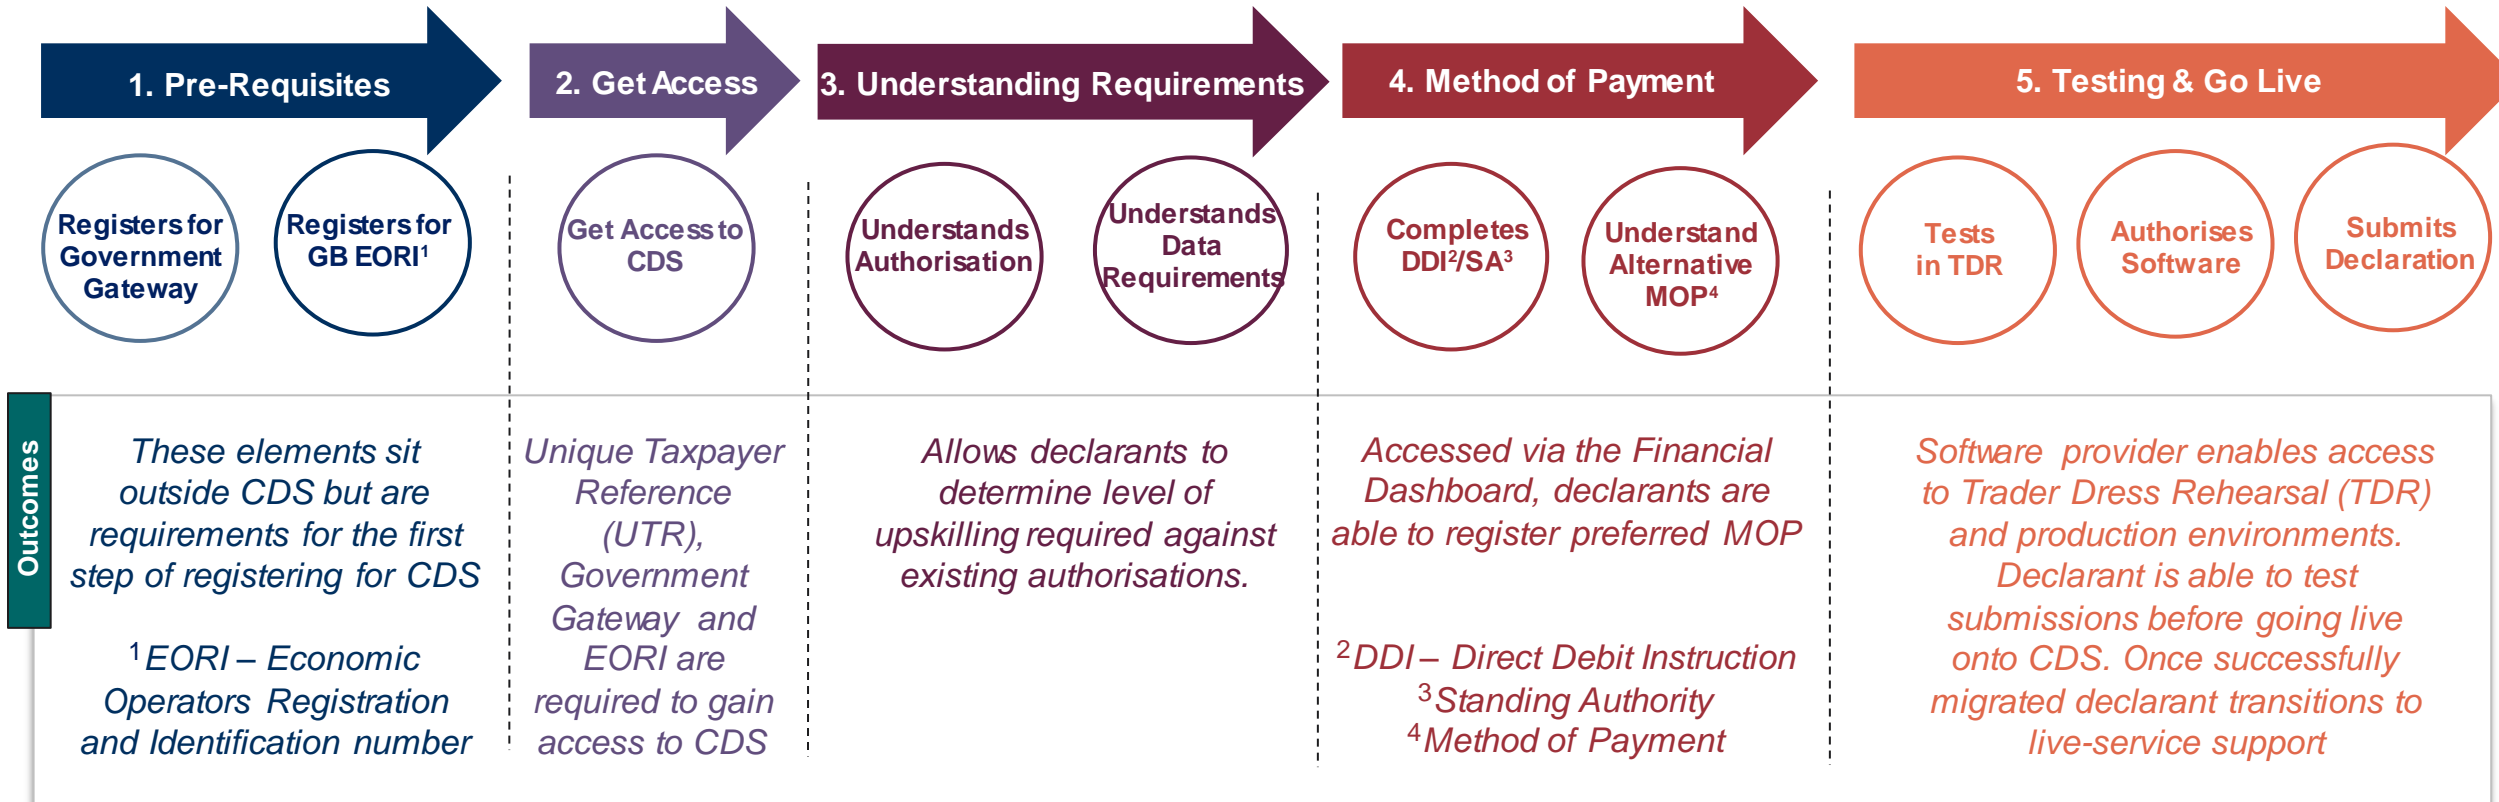 1. Pre-Requisites
2. Get Access
3. Understanding Requirements
4. Method of Payment
5. Testing & Go Live
Registers for
Government
Gateway
Registers for
GB EORI¹
Get Access to
CDS
Understands
Authorisation
Understands
Data
Requirements
Completes
DDI²/SA³
Understand
Alternative
MOP⁴
Tests
in TDR
Authorises
Software
Submits
Declaration
Outcomes
These elements sit
outside CDS but are
requirements for the first
step of registering for CDS
¹EORI – Economic
Operators Registration
and Identification number
Unique Taxpayer
Reference
(UTR),
Government
Gateway and
EORI are
required to gain
access to CDS
Allows declarants to
determine level of
upskilling required against
existing authorisations.
Accessed via the Financial
Dashboard, declarants are
able to register preferred MOP
²DDI – Direct Debit Instruction
³Standing Authority
⁴Method of Payment
Software provider enables access
to Trader Dress Rehearsal (TDR)
and production environments.
Declarant is able to test
submissions before going live
onto CDS. Once successfully
migrated declarant transitions to
live-service support